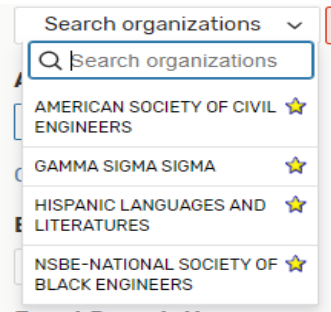 Search organizations
Search organizations
AMERICAN SOCIETY OF CIVIL
ENGINEERS
GAMMA SIGMA SIGMA
HISPANIC LANGUAGES AND
LITERATURES
NSBE-NATIONAL SOCIETY OF
BLACK ENGINEERS